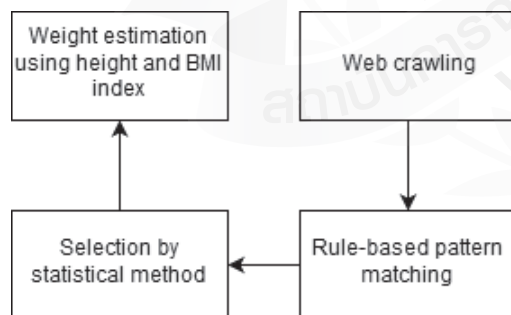 Weight estimation
using height and BMI
index
Web crawling
Selection by
statistical method
Rule-based pattern
matching